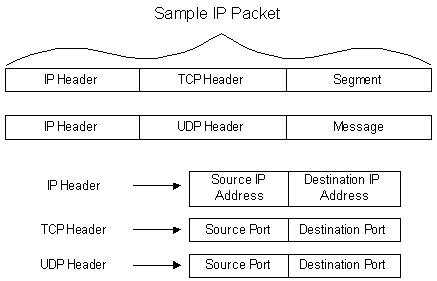 Sample IP Packet
IP Header TCP Header Segment
IP Header UDP Header Message
IP Header Source IP Address Destination IP Address
TCP Header Source Port Destination Port
UDP Header Source Port Destination Port